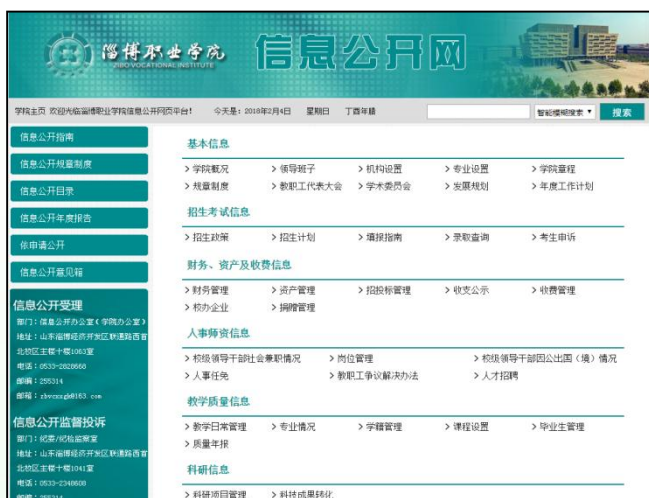 淄博职业学院
ZIBO VOCATIONAL INSTITUTE
信息公开网
学院主页 欢迎光临淄博职业学院信息公开网页平台! 今天是:2018年2月4日 星期日 丁酉年腊
智能模糊搜索 搜索
信息公开指南
信息公开规章制度
信息公开目录
信息公开年度报告
依申请公开
信息公开意见箱
信息公开受理
部门:信息公开办公室(学院办公室)
地址:山东淄博经济开发区联通路西首
北校区主楼十楼1063室
电话:0533-2828668
邮编:255314
邮箱:zbvcxxgk@163.com
信息公开监督投诉
部门:纪委/纪检监察室
地址:山东淄博经济开发区联通路西首
北校区主楼十楼1041室
电话:0533-2348608
邮编:255314
基本信息
> 学院概况 > 领导班子 > 机构设置 > 专业设置 > 学院章程
> 规章制度 > 教职工代表大会 > 学术委员会 > 发展规划 > 年度工作计划
招生考试信息
> 招生政策 > 招生计划 > 填报指南 > 录取查询 > 考生申诉
财务、资产及收费信息
> 财务管理 > 资产管理 > 招投标管理 > 收支公示 > 收费管理
> 校办企业 > 捐赠管理
人事师资信息
> 校级领导干部社会兼职情况 > 岗位管理 > 校级领导干部因公出国(境)情况
> 人事任免 > 教职工争议解决办法 > 人才招聘
教学质量信息
> 教学日常管理 > 专业情况 > 学籍管理 > 课程设置 > 毕业生管理
> 质量年报
科研信息
> 科研项目管理 > 科技成果转化